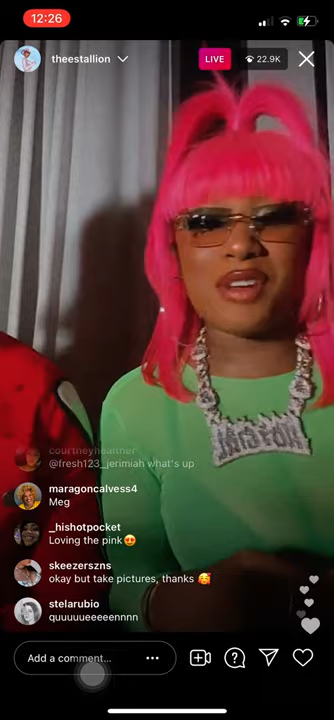 12:26
theestallion
LIVE
22.9K
courtneyhealther
@fresh123_jerimiah what's up
maragoncalvess4
Meg
_hishotpocket
Loving the pink😍
skeezerszns
okay but take pictures, thanks 🥰
stelarubio
quuuuueeeeennnn
Add a comment...